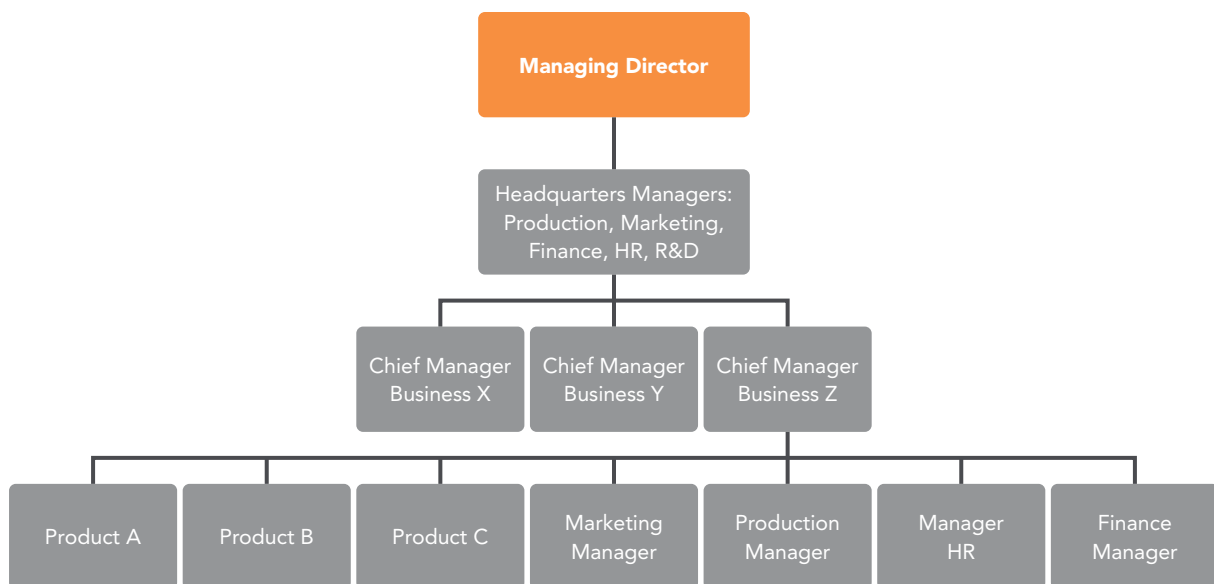 Managing Director
Headquarters Managers:
Production, Marketing,
Finance, HR, R&D
Chief Manager
Business X
Chief Manager
Business Y
Chief Manager
Business Z
Product A
Product B
Product C
Marketing
Manager
Production
Manager
Manager
HR
Finance
Manager